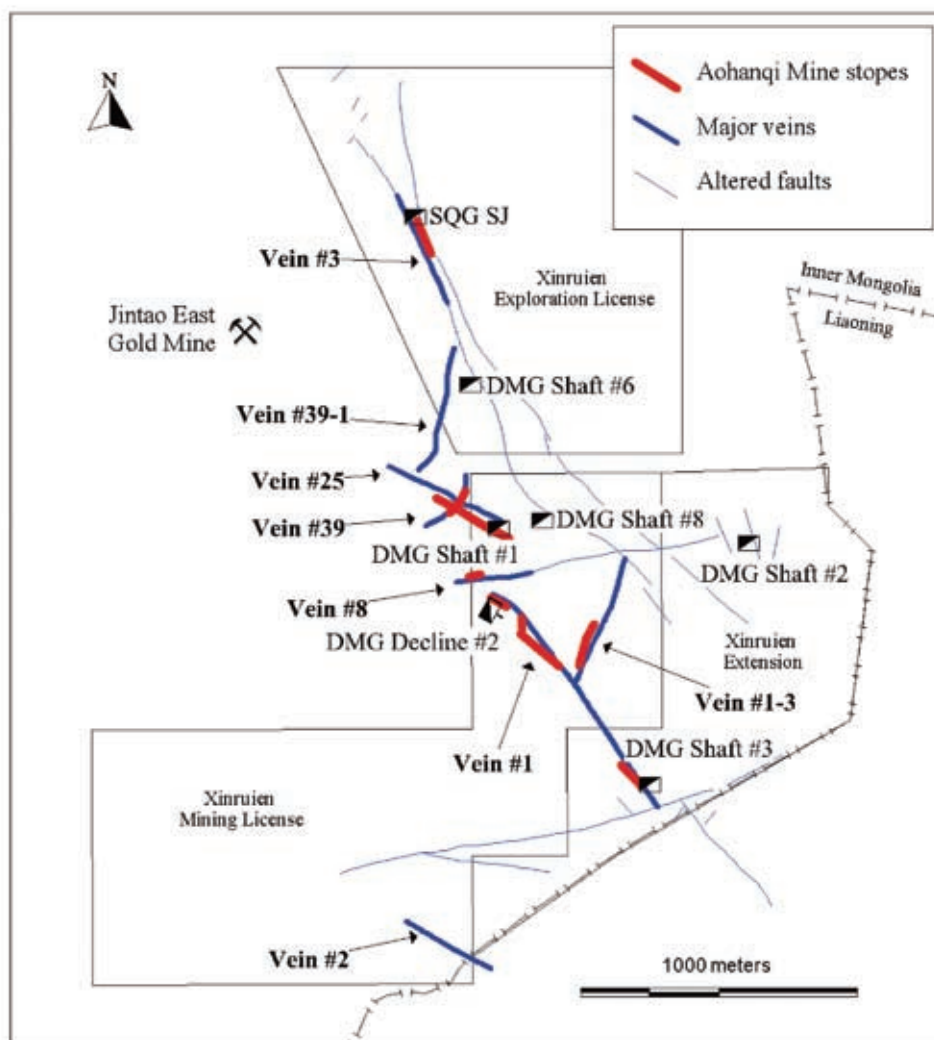 Aohanqi Mine stopes
Major veins
Altered faults
N
SQG SJ
Vein #3
Xinruien
Exploration License
Inner Mongolia
Liaoning
Jintao East
Gold Mine
DMG Shaft #6
Vein #39-1
Vein #25
Vein #39
DMG Shaft #8
DMG Shaft #1
DMG Shaft #2
Vein #8
DMG Decline #2
Xinruien
Extension
Vein #1-3
DMG Shaft #3
Vein #1
Xinruien
Mining License
Vein #2
1000 meters